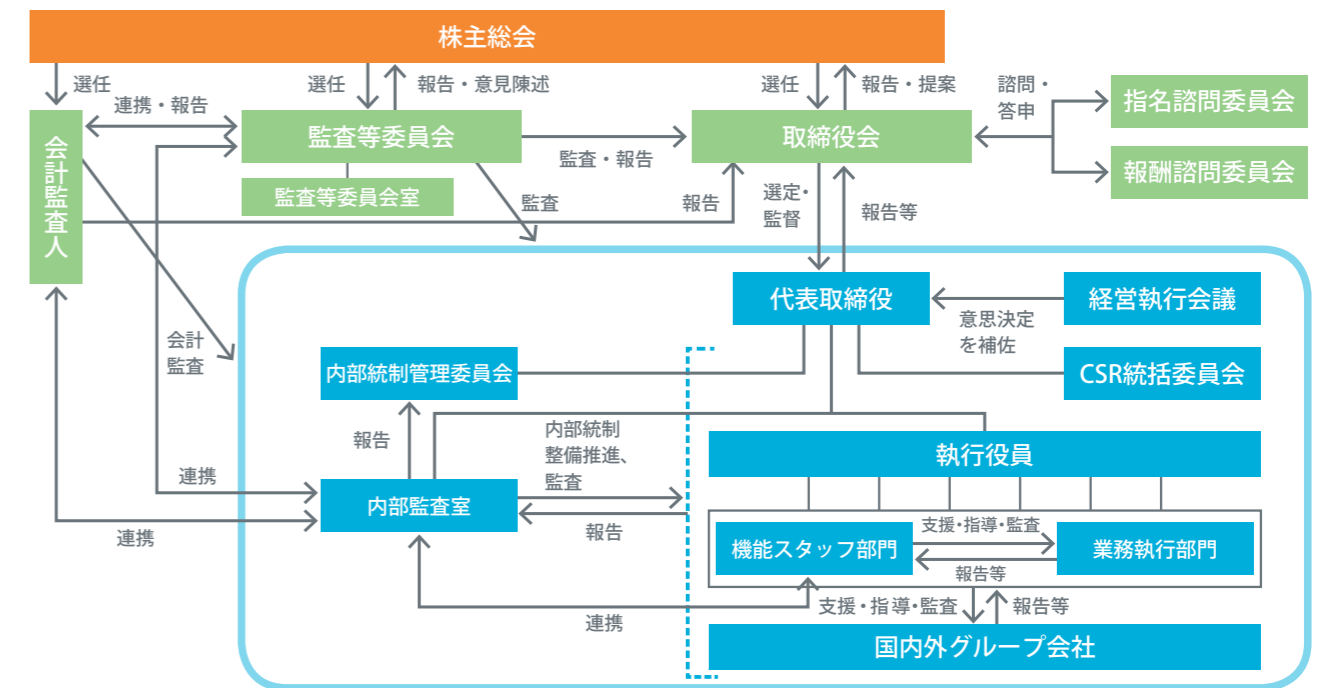 株主総会
選任
選任
報告・意見陳述
選任
報告・提案
諮問・
答申
連携・報告
会計監査人
監査等委員会
取締役会
指名諮問委員会
報酬諮問委員会
監査・報告
監査等委員会室
監査
報告
選定・
監督
報告等
代表取締役
経営執行会議
意思決定
を補佐
会計
監査
内部統制管理委員会
CSR統括委員会
報告
内部統制
整備推進、
監査
執行役員
連携
内部監査室
連携
報告
機能スタッフ部門
支援・指導・監査
業務執行部門
報告等
支援・指導・監査
報告等
連携
国内外グループ会社